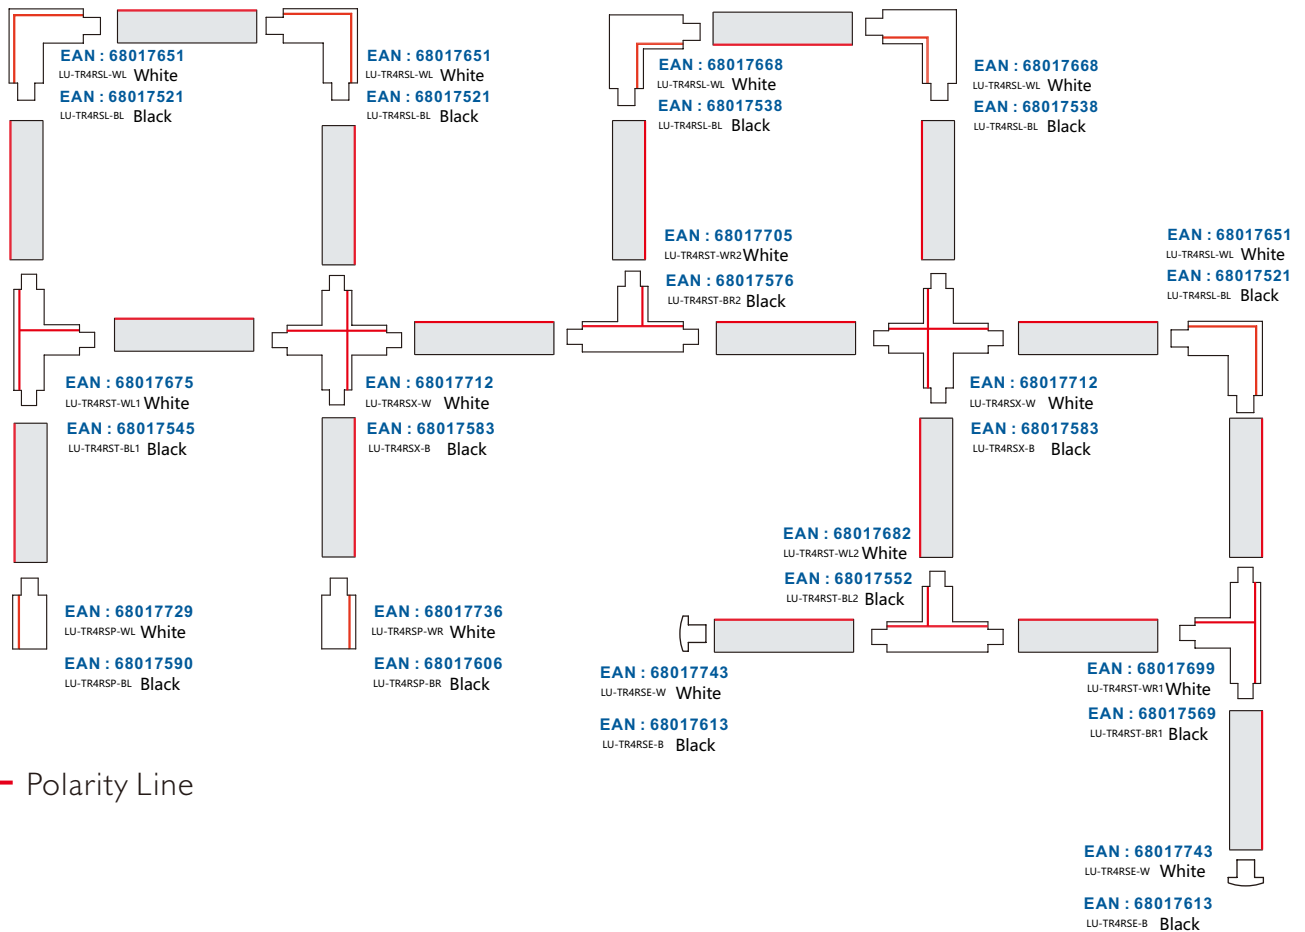 EAN : 68017651
LU-TR4RSL-WL White
EAN : 68017521
LU-TR4RSL-BL Black
EAN : 68017651
LU-TR4RSL-WL White
EAN : 68017521
LU-TR4RSL-BL Black
EAN : 68017668
LU-TR4RSL-WL White
EAN : 68017538
LU-TR4RSL-BL Black
EAN : 68017668
LU-TR4RSL-WL White
EAN : 68017538
LU-TR4RSL-BL Black
EAN : 68017705
LU-TR4RST-WR2 White
EAN : 68017576
LU-TR4RST-BR2 Black
EAN : 68017651
LU-TR4RSL-WL White
EAN : 68017521
LU-TR4RSL-BL Black
EAN : 68017675
LU-TR4RST-WL1 White
EAN : 68017545
LU-TR4RST-BL1 Black
EAN : 68017712
LU-TR4RSX-W White
EAN : 68017583
LU-TR4RSX-B Black
EAN : 68017712
LU-TR4RSX-W White
EAN : 68017583
LU-TR4RSX-B Black
EAN : 68017682
LU-TR4RST-WL2 White
EAN : 68017552
LU-TR4RST-BL2 Black
EAN : 68017729
LU-TR4RSP-WL White
EAN : 68017590
LU-TR4RSP-BL Black
EAN : 68017736
LU-TR4RSP-WR White
EAN : 68017606
LU-TR4RSP-BR Black
EAN : 68017743
LU-TR4RSE-W White
EAN : 68017613
LU-TR4RSE-B Black
EAN : 68017699
LU-TR4RST-WR1 White
EAN : 68017569
LU-TR4RST-BR1 Black
Polarity Line
EAN : 68017743
LU-TR4RSE-W White
EAN : 68017613
LU-TR4RSE-B Black